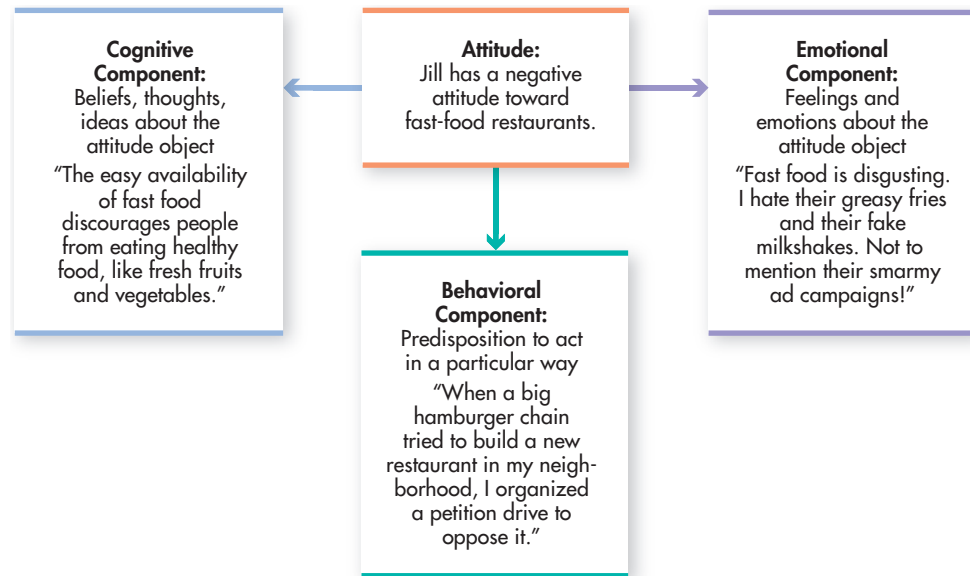 Cognitive
Component:
Beliefs, thoughts,
ideas about the
attitude object
“The easy availability
of fast food
discourages people
from eating healthy
food, like fresh fruits
and vegetables.”
Attitude:
Jill has a negative
attitude toward
fast-food restaurants.
Emotional
Component:
Feelings and
emotions about the
attitude object
“Fast food is disgusting.
I hate their greasy fries
and their fake
milkshakes. Not to
mention their smarmy
ad campaigns!”
Behavioral
Component:
Predisposition to act
in a particular way
“When a big
hamburger chain
tried to build a new
restaurant in my neigh-
borhood, I organized
a petition drive to
oppose it.”